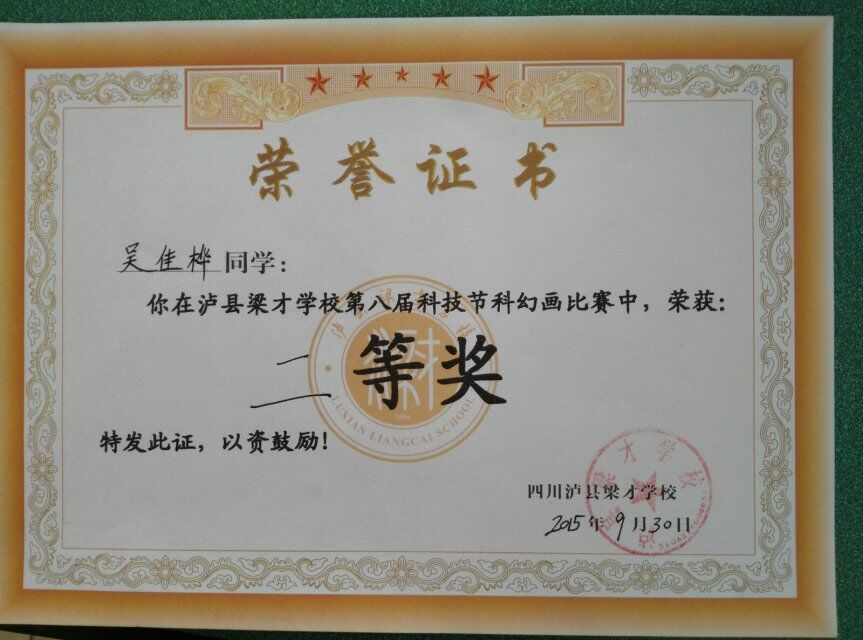 荣誉证书
吴佳桦同学：
你在泸县梁才学校第八届科技节科幻画比赛中，荣获：
二等奖
LUXIAN LIANGCAI SCHOOL
特发此证，以资鼓励！
四川泸县梁才学校
2015年9月30日